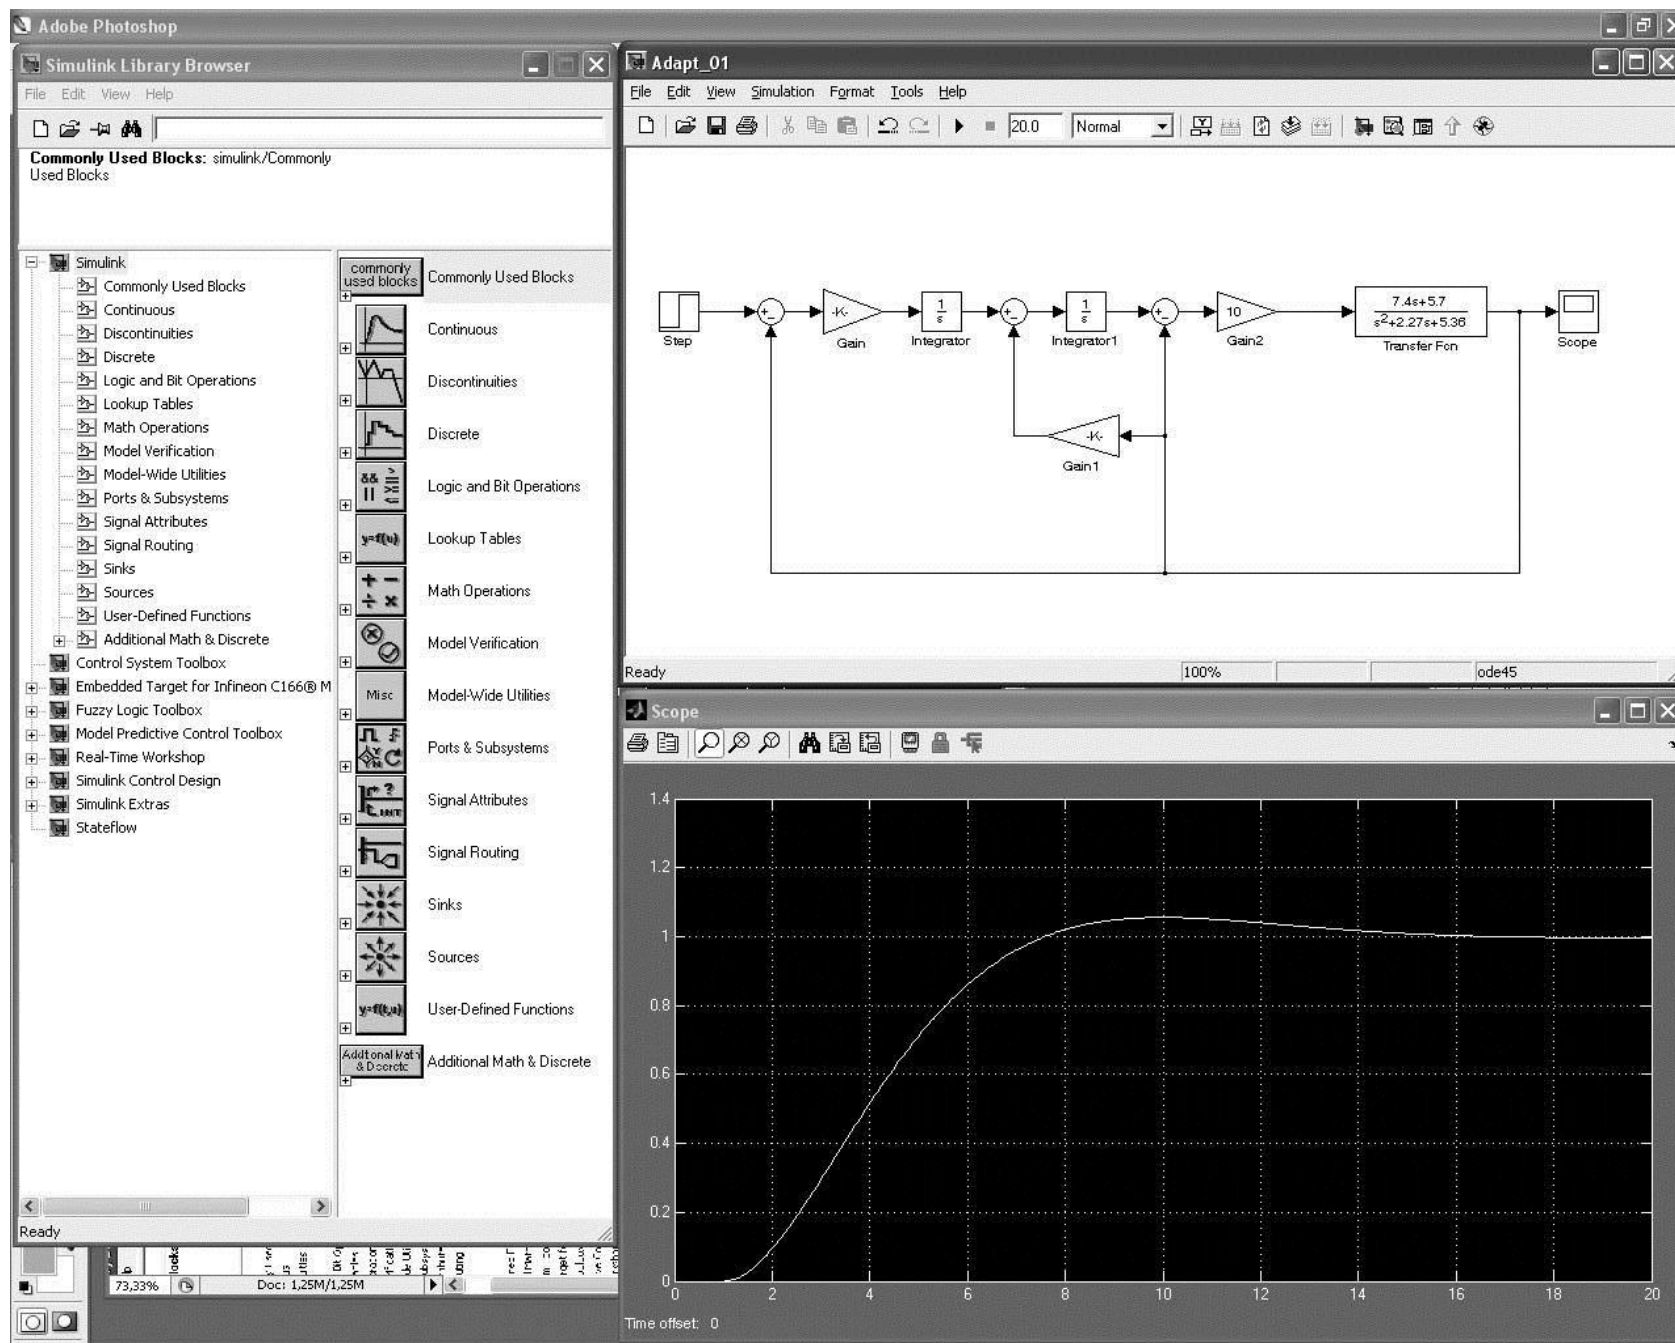 Adobe Photoshop
Simulink Library Browser
File Edit View Help
Commonly Used Blocks: simulink/Commonly
Used Blocks
Simulink
Commonly Used Blocks
Continuous
Discontinuities
Discrete
Logic and Bit Operations
Lookup Tables
Math Operations
Model Verification
Model-Wide Utilities
Ports & Subsystems
Signal Attributes
Signal Routing
Sinks
Sources
User-Defined Functions
Additional Math & Discrete
Control System Toolbox
Embedded Target for Infineon C166® M
Fuzzy Logic Toolbox
Model Predictive Control Toolbox
Real-Time Workshop
Simulink Control Design
Simulink Extras
Stateflow
commonly
used blocks
Commonly Used Blocks
Continuous
Discontinuities
Discrete
Logic and Bit Operations
y=f(u)
Lookup Tables
Math Operations
Model Verification
Misc
Model-Wide Utilities
Ports & Subsystems
Signal Attributes
Signal Routing
Sinks
Sources
y=f(t,u)
User-Defined Functions
Additional Math
& Discrete
Additional Math & Discrete
Ready
73,33%
Doc: 1,25M/1,25M
Adapt_01
File Edit View Simulation Format Tools Help
20.0
Normal
Step
-K-
Gain
1
s
Integrator
1
s
Integrator1
10
Gain2
7.4s+5.7
s²+2.27s+5.36
Transfer Fcn
Scope
-K-
Gain1
Ready
100%
ode45
Scope
1.4
1.2
1
0.8
0.6
0.4
0.2
0
0 2 4 6 8 10 12 14 16 18 20
Time offset: 0